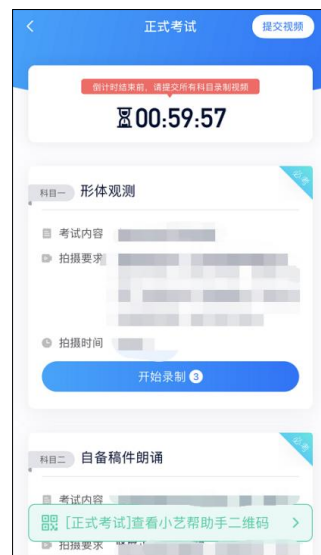 正式考试
提交视频
倒计时结束前，请提交所有科目录制视频
00:59:57
必考
科目一 形体观测
考试内容
拍摄要求
拍摄时间
开始录制 3
必考
科目二 自备稿件朗诵
考试内容
[正式考试]查看小艺帮助手二维码
拍摄要求